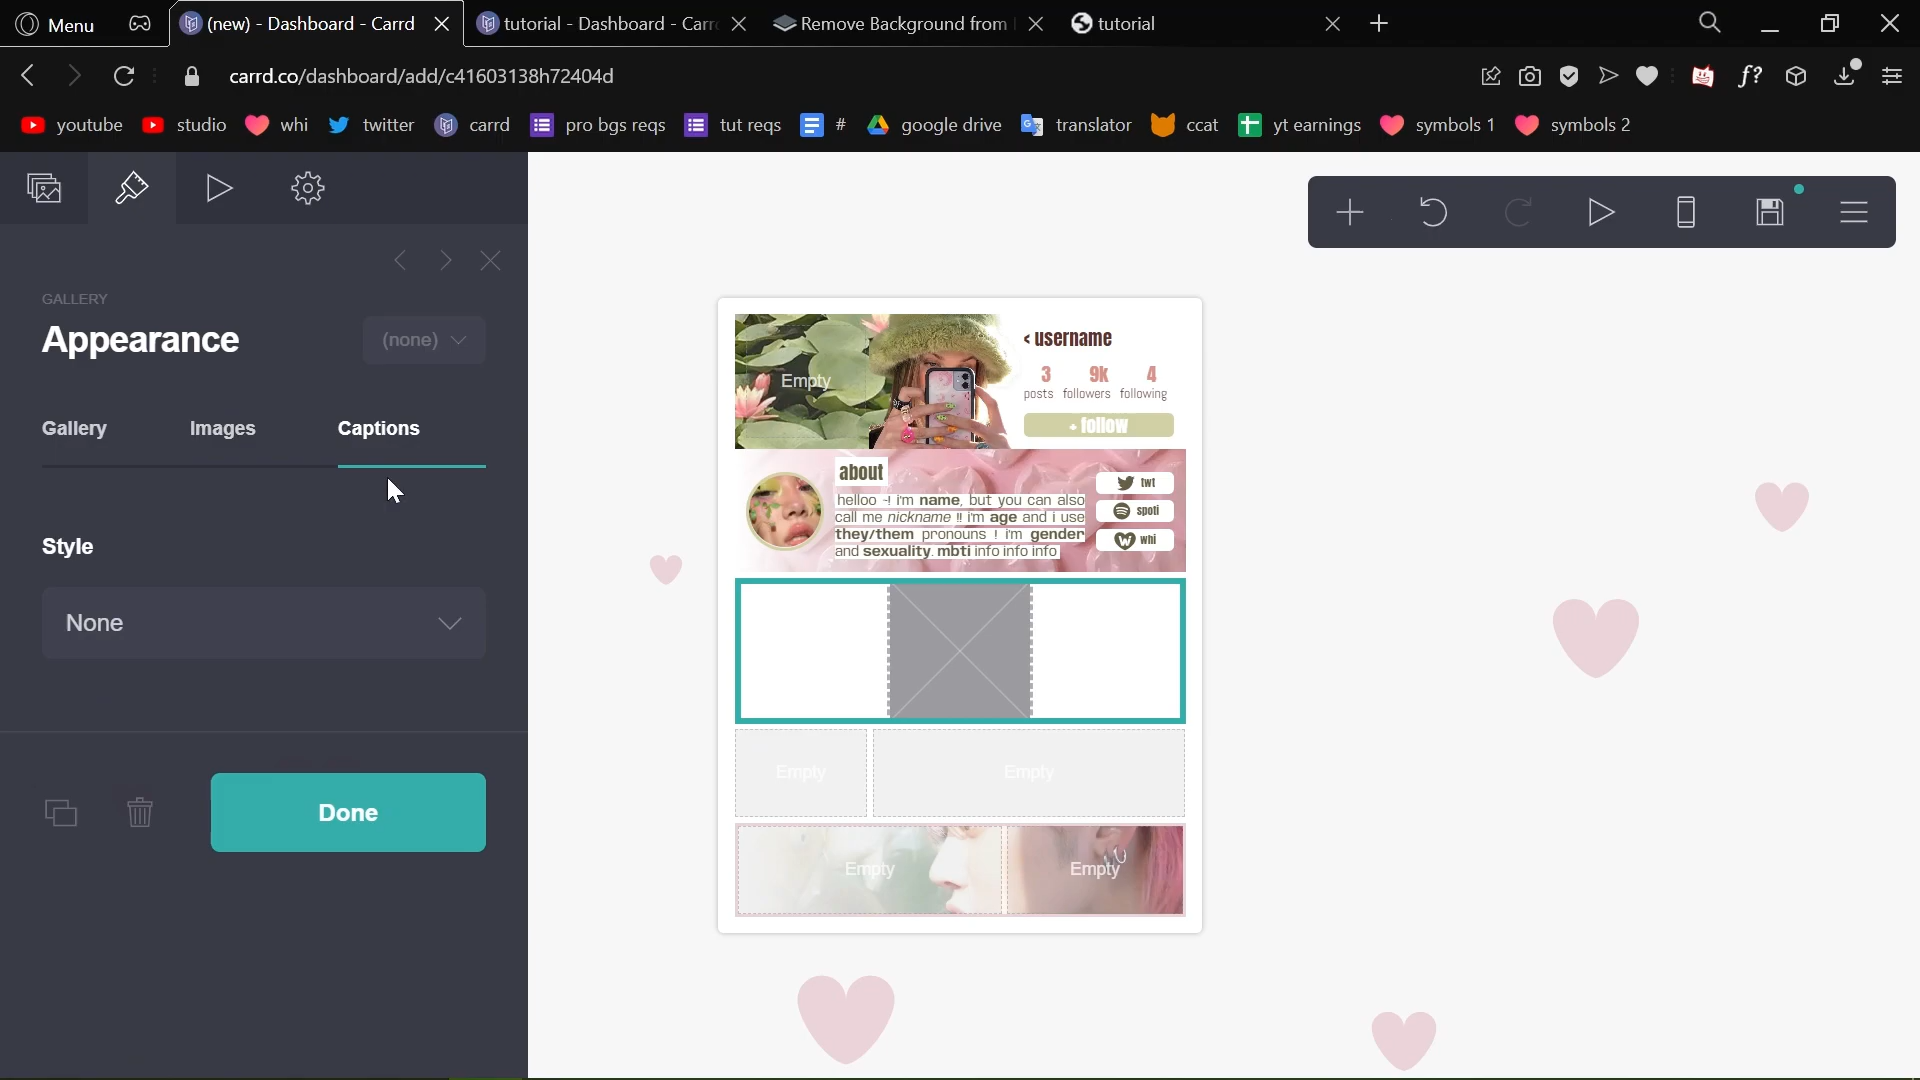 Menu
(new) - Dashboard - Carrd
tutorial - Dashboard - Carr
Remove Background from
tutorial
carrd.co/dashboard/add/c41603138h72404d
youtube
studio
whi
twitter
carrd
pro bgs reqs
tut reqs
#
google drive
translator
ccat
yt earnings
symbols 1
symbols 2
GALLERY
Appearance
(none)
Gallery
Images
Captions
Style
None
Done
Empty
< username
3 9k 4
posts followers following
+ follow
about
helloo ~! i'm name, but you can also
call me nickname !! i'm age and i use
they/them pronouns ! i'm gender
and sexuality. mbti info info info
twt
spoti
whi
Empty
Empty
Empty
Empty